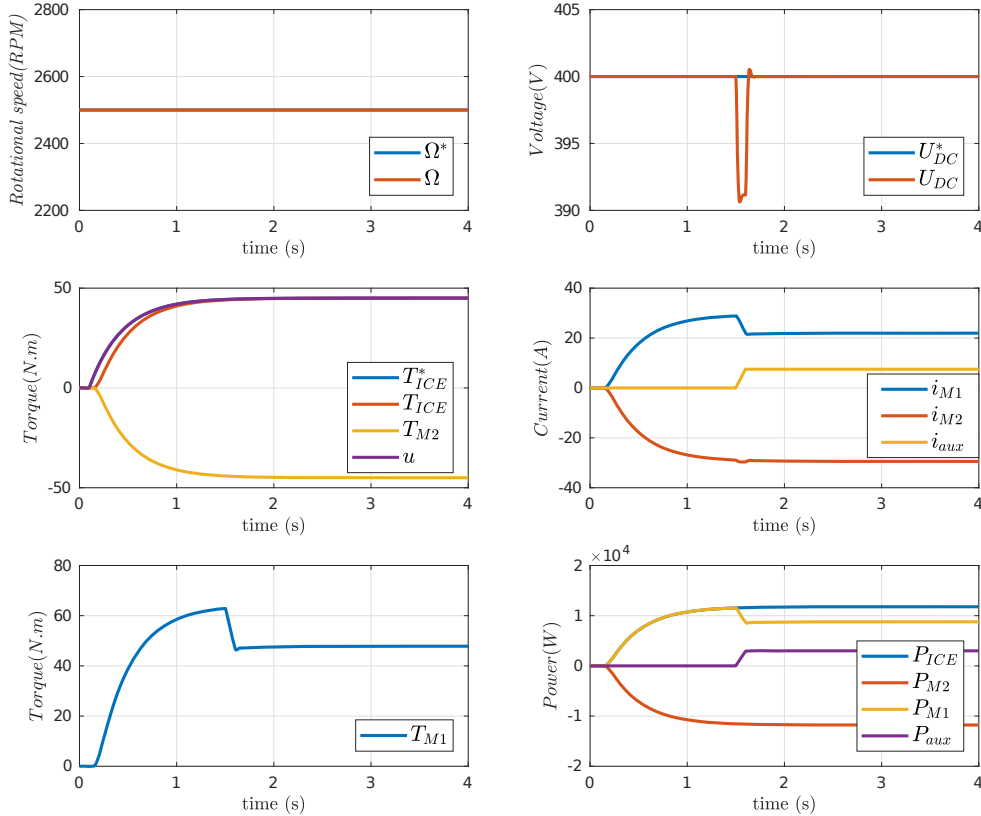 2800
2600
2400
2200
Rotational speed(RPM)
Ω*
Ω
0 1 2 3 4
time (s)
405
400
395
390
Voltage(V)
U*DC
UDC
0 1 2 3 4
time (s)
50
0
-50
Torque(N.m)
T*ICE
TICE
TM2
u
0 1 2 3 4
time (s)
40
20
0
-20
-40
Current(A)
iM1
iM2
iaux
0 1 2 3 4
time (s)
80
60
40
20
0
Torque(N.m)
TM1
0 1 2 3 4
time (s)
×10^4
2
1
0
-1
-2
Power(W)
PICE
PM2
PM1
Paux
0 1 2 3 4
time (s)